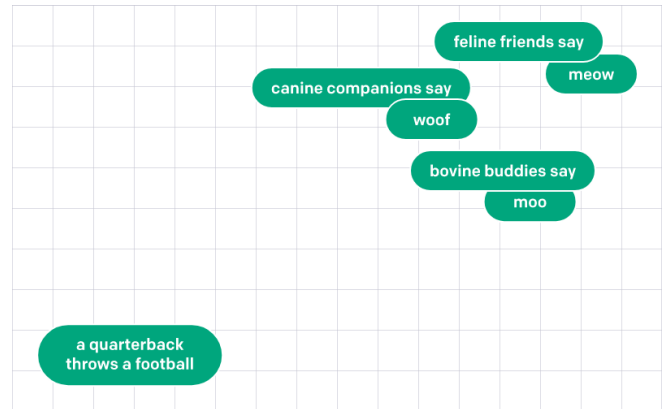 feline friends say
meow
canine companions say
woof
bovine buddies say
moo
a quarterback
throws a football